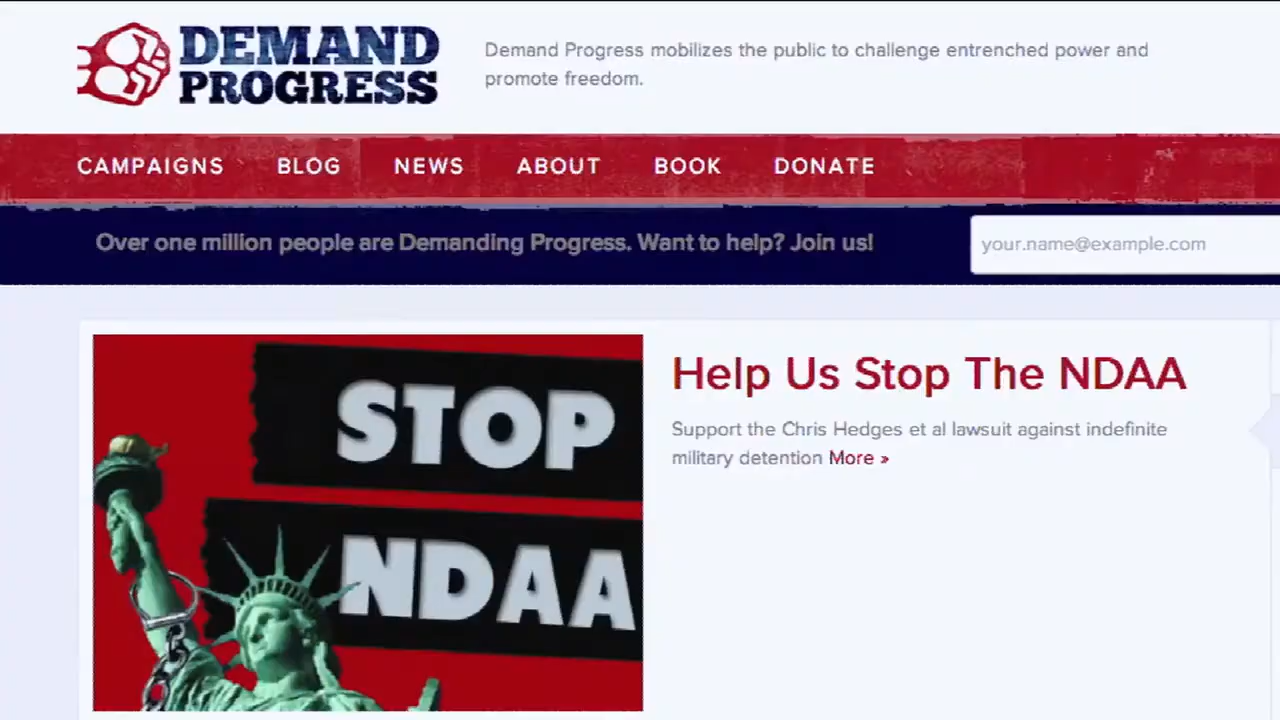 DEMAND
PROGRESS
Demand Progress mobilizes the public to challenge entrenched power and
promote freedom.
CAMPAIGNS BLOG NEWS ABOUT BOOK DONATE
Over one million people are Demanding Progress. Want to help? Join us!
your.name@example.com
STOP
NDAA
Help Us Stop The NDAA
Support the Chris Hedges et al lawsuit against indefinite
military detention More »